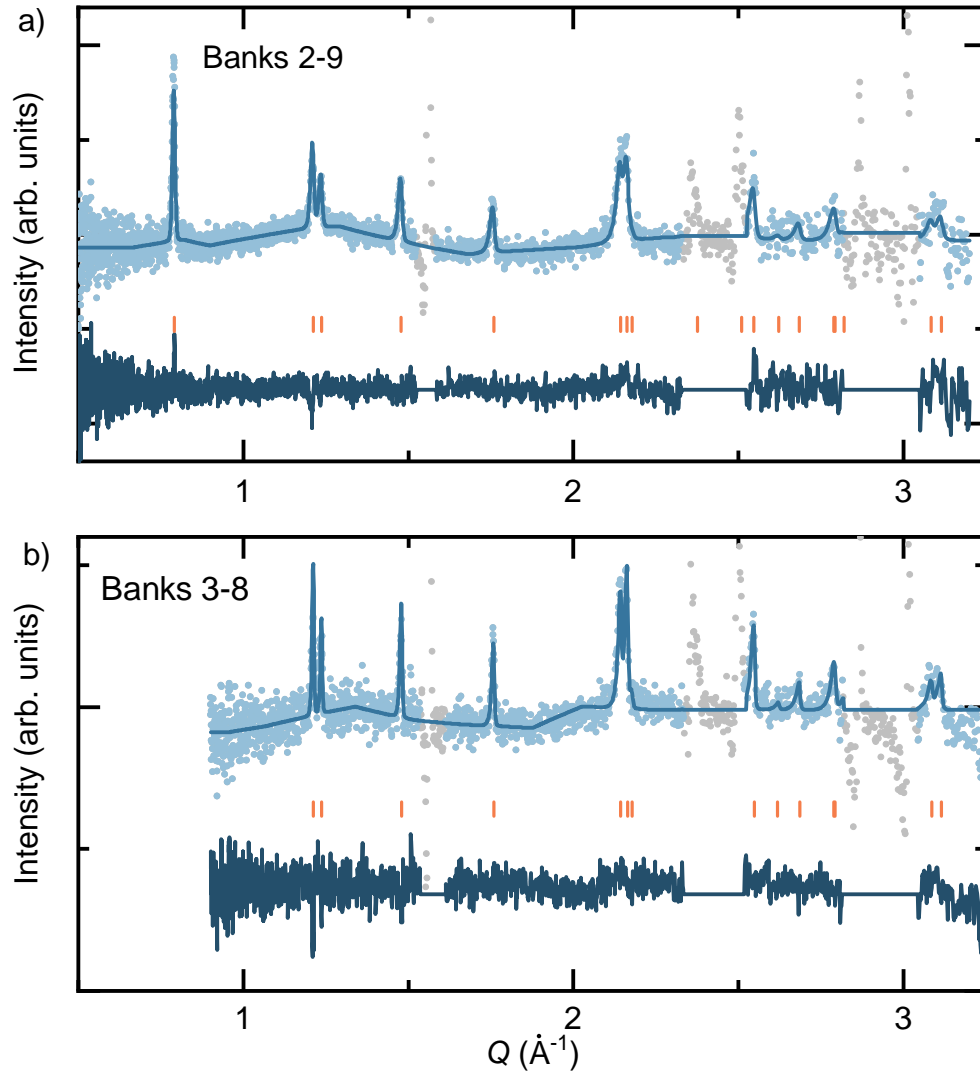 a)
Banks 2-9
Intensity (arb. units)
1
2
3
b)
Banks 3-8
Intensity (arb. units)
1
2
3
Q (Å⁻¹)